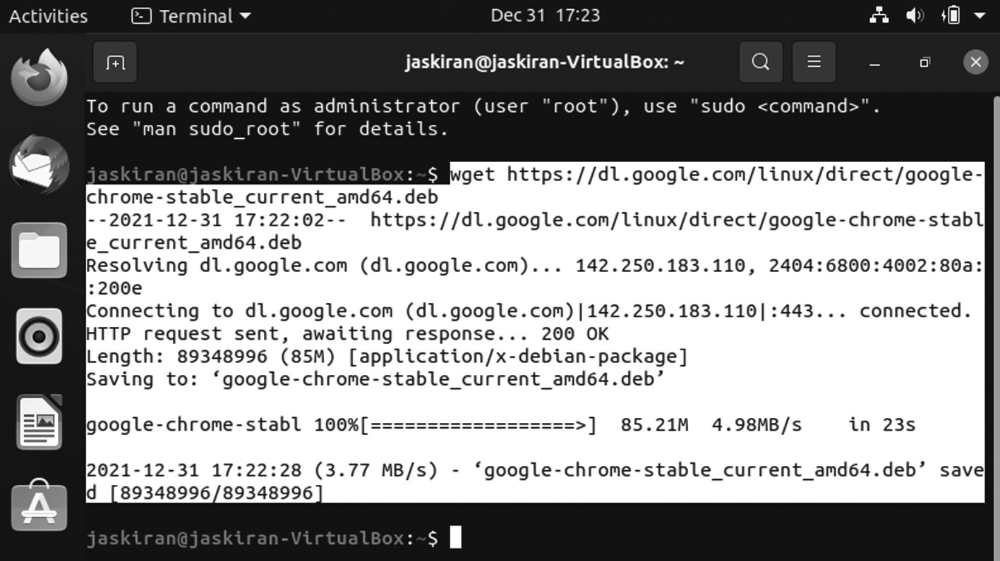 Activities Terminal Dec 31 17:23
jaskiran@jaskiran-VirtualBox: ~
To run a command as administrator (user "root"), use "sudo <command>".
See "man sudo_root" for details.
jaskiran@jaskiran-VirtualBox:~$ wget https://dl.google.com/linux/direct/google-
chrome-stable_current_amd64.deb
--2021-12-31 17:22:02--  https://dl.google.com/linux/direct/google-chrome-stabl
e_current_amd64.deb
Resolving dl.google.com (dl.google.com)... 142.250.183.110, 2404:6800:4002:80a:
:200e
Connecting to dl.google.com (dl.google.com)|142.250.183.110|:443... connected.
HTTP request sent, awaiting response... 200 OK
Length: 89348996 (85M) [application/x-debian-package]
Saving to: ‘google-chrome-stable_current_amd64.deb’
google-chrome-stabl 100%[==================>]  85.21M  4.98MB/s    in 23s
2021-12-31 17:22:28 (3.77 MB/s) - ‘google-chrome-stable_current_amd64.deb’ save
d [89348996/89348996]
jaskiran@jaskiran-VirtualBox:~$